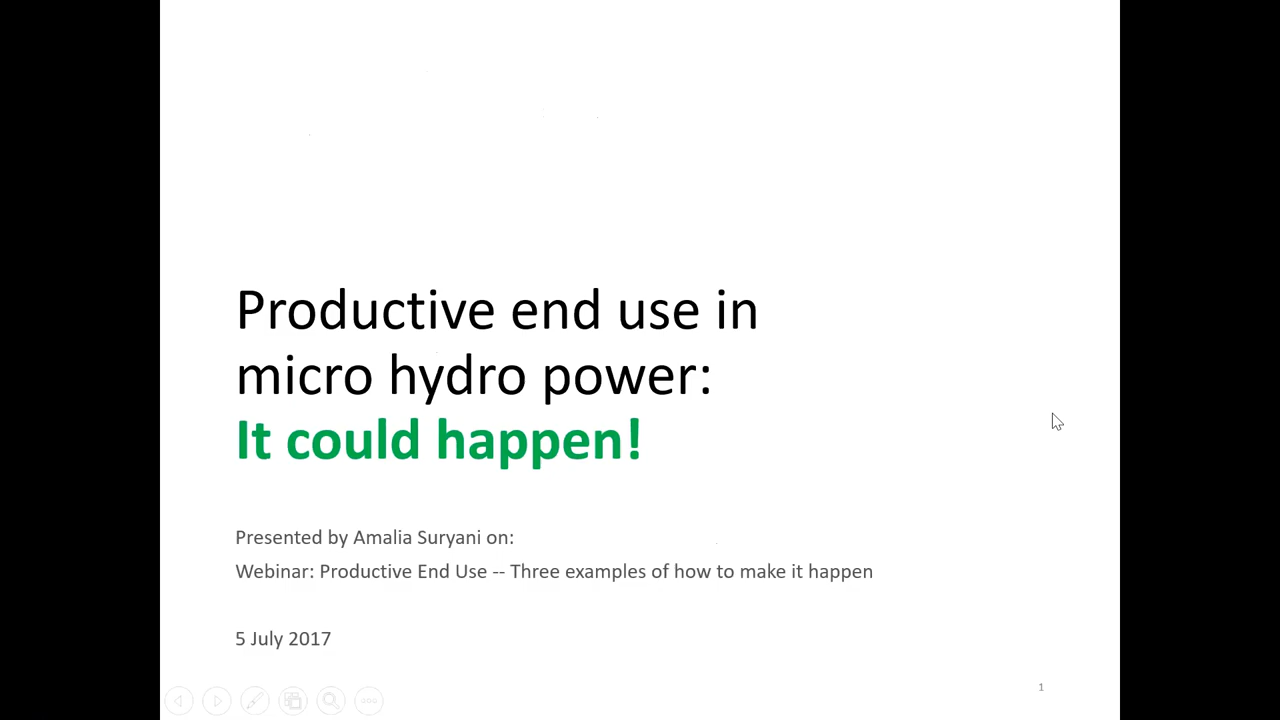 Productive end use in
micro hydro power:
It could happen!
Presented by Amalia Suryani on:
Webinar: Productive End Use -- Three examples of how to make it happen
5 July 2017
1